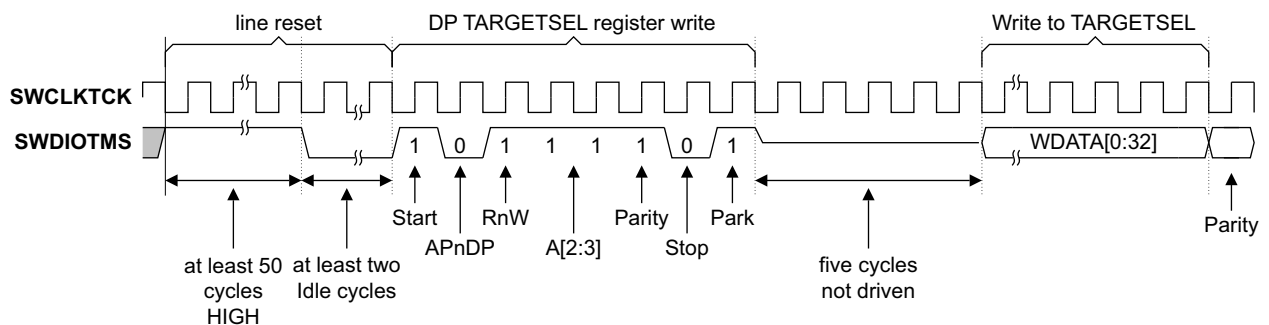 line reset
DP TARGETSEL register write
Write to TARGETSEL
SWCLKTCK
SWDIOTMS
1 0 1 1 1 1 0 1
WDATA[0:32]
Start
RnW
Parity
Park
APnDP
A[2:3]
Stop
Parity
at least 50
cycles
HIGH
at least two
Idle cycles
five cycles
not driven